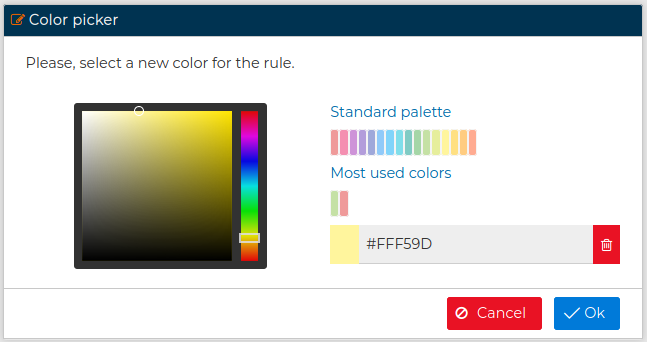 Color picker
Please, select a new color for the rule.
Standard palette
Most used colors
#FFF59D
Cancel
Ok